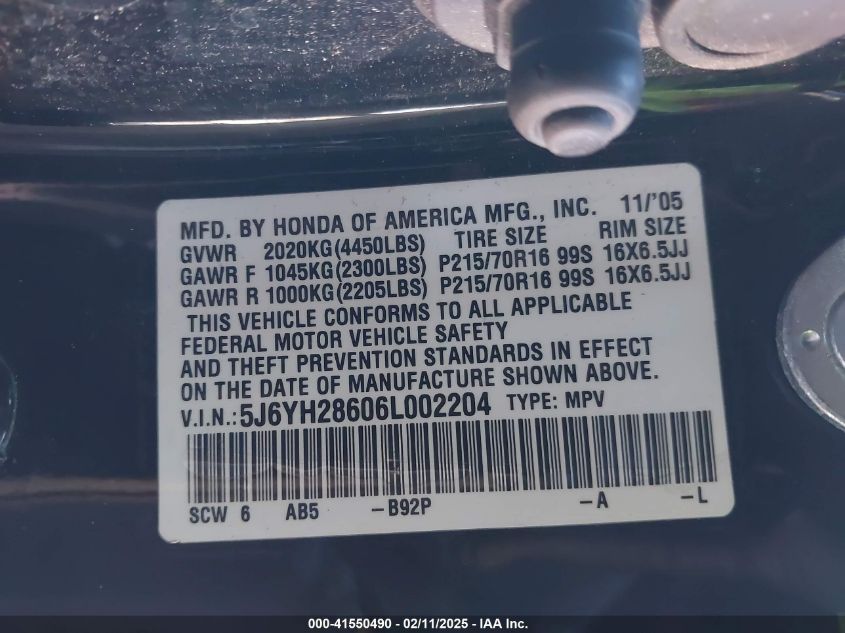 MFD. BY HONDA OF AMERICA MFG., INC. 11/'05
GVWR 2020KG(4450LBS) TIRE SIZE RIM SIZE
GAWR F 1045KG(2300LBS) P215/70R16 99S 16X6.5JJ
GAWR R 1000KG(2205LBS) P215/70R16 99S 16X6.5JJ
THIS VEHICLE CONFORMS TO ALL APPLICABLE
FEDERAL MOTOR VEHICLE SAFETY
AND THEFT PREVENTION STANDARDS IN EFFECT
ON THE DATE OF MANUFACTURE SHOWN ABOVE.
V.I.N.:5J6YH28606L002204 TYPE: MPV
SCW 6 AB5 -B92P -A -L
000-41550490 - 02/11/2025 - IAA Inc.